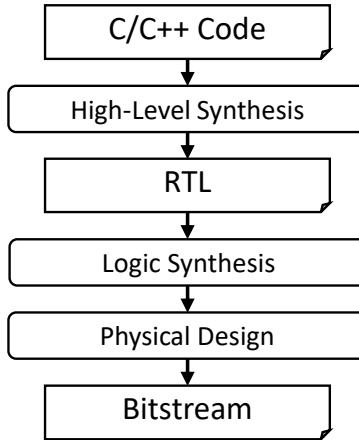 C/C++ Code
High-Level Synthesis
RTL
Logic Synthesis
Physical Design
Bitstream